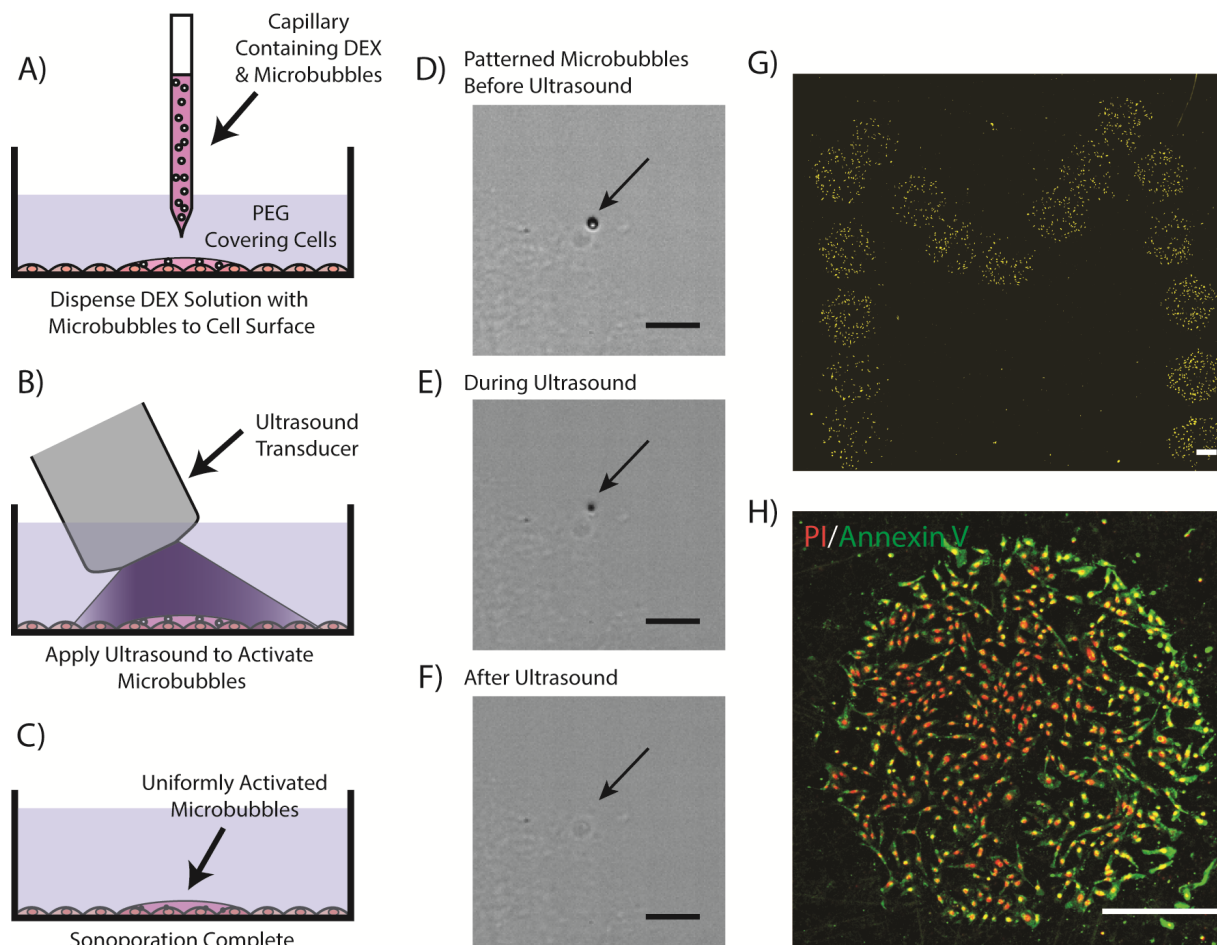 A)
Capillary
Containing DEX
& Microbubbles
PEG
Covering Cells
Dispense DEX Solution with
Microbubbles to Cell Surface
B)
Ultrasound
Transducer
Apply Ultrasound to Activate
Microbubbles
C)
Uniformly Activated
Microbubbles
Sonoporation Complete
D)
Patterned Microbubbles
Before Ultrasound
E)
During Ultrasound
F)
After Ultrasound
G)
H)
PI/Annexin V